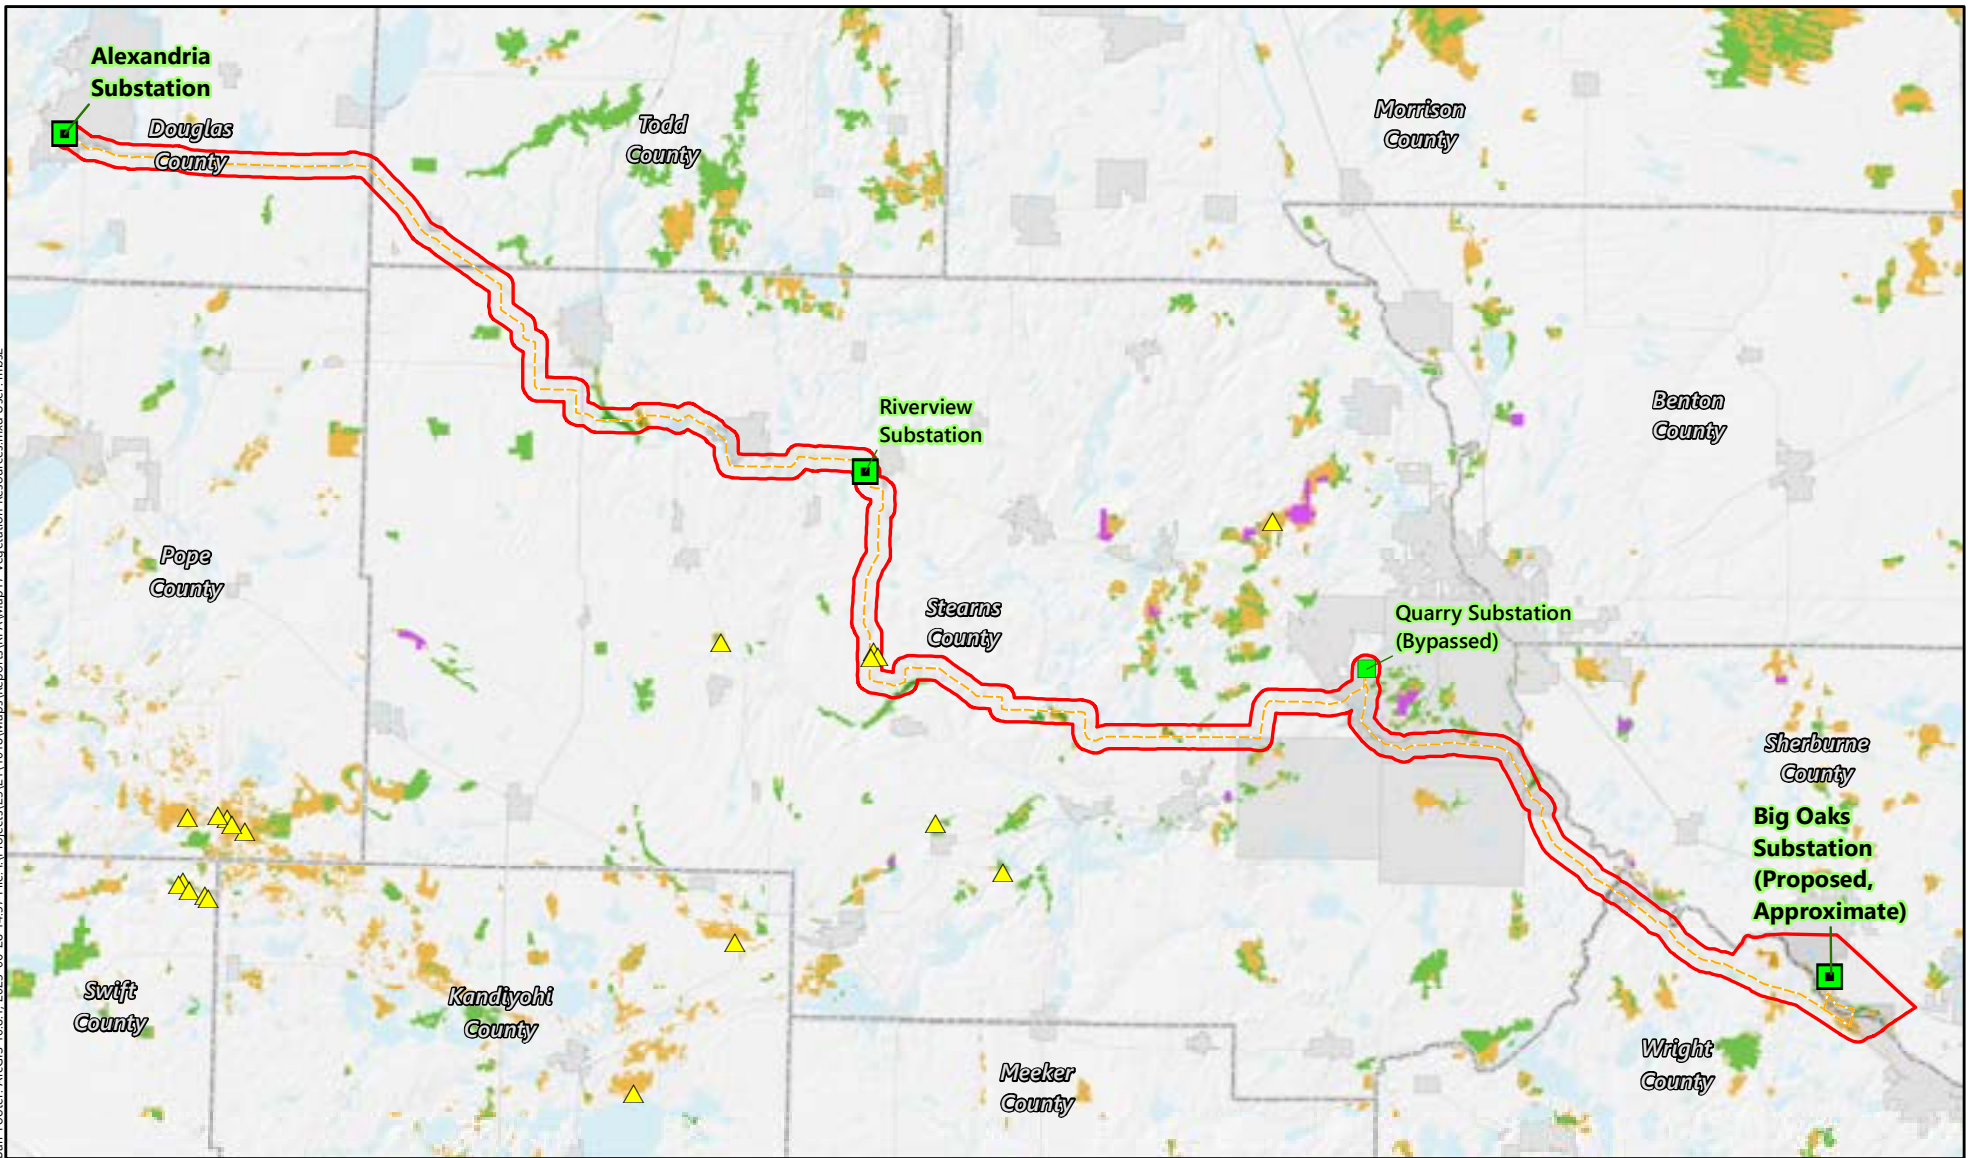 Alexandria
Substation
Douglas
County
Todd
County
Morrison
County
Riverview
Substation
Benton
County
Pope
County
Stearns
County
Quarry Substation
(Bypassed)
Sherburne
County
Big Oaks
Substation
(Proposed,
Approximate)
Swift
County
Kandiyohi
County
Meeker
County
Wright
County